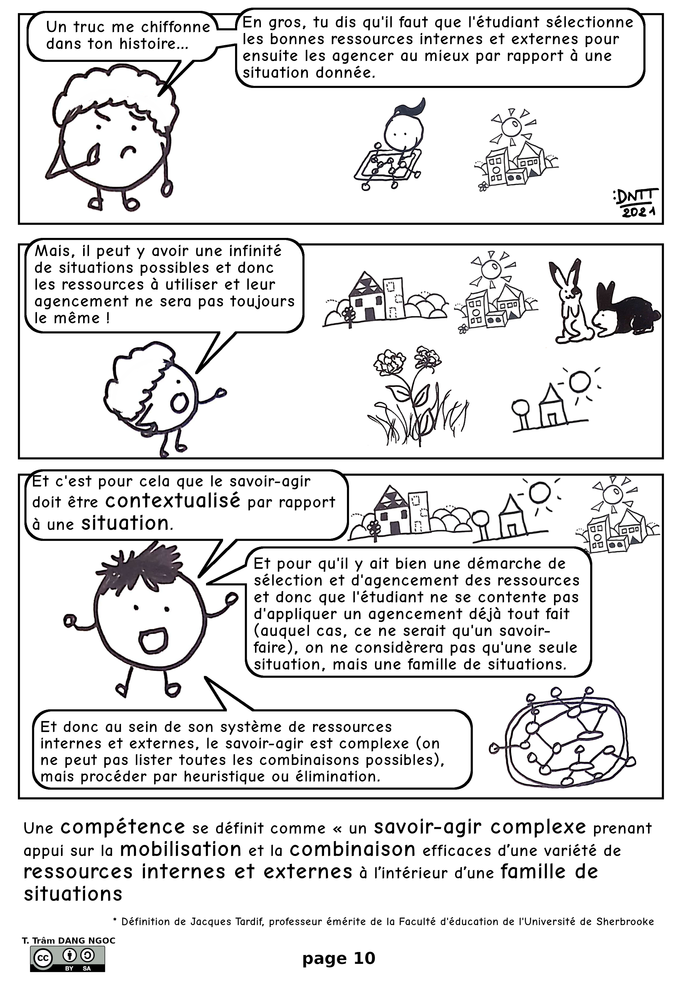 Un truc me chiffonne
dans ton histoire...
En gros, tu dis qu'il faut que l'étudiant sélectionne
les bonnes ressources internes et externes pour
ensuite les agencer au mieux par rapport à une
situation donnée.
:DNTT
2021
Mais, il peut y avoir une infinité
de situations possibles et donc
les ressources à utiliser et leur
agencement ne sera pas toujours
le même !
Et c'est pour cela que le savoir-agir
doit être contextualisé par rapport
à une situation.
Et pour qu'il y ait bien une démarche de
sélection et d'agencement des ressources
et donc que l'étudiant ne se contente pas
d'appliquer un agencement déjà tout fait
(auquel cas, ce ne serait qu'un savoir-
faire), on ne considèrera pas qu'une seule
situation, mais une famille de situations.
Et donc au sein de son système de ressources
internes et externes, le savoir-agir est complexe (on
ne peut pas lister toutes les combinaisons possibles),
mais procéder par heuristique ou élimination.
Une compétence se définit comme « un savoir-agir complexe prenant
appui sur la mobilisation et la combinaison efficaces d'une variété de
ressources internes et externes à l'intérieur d'une famille de
situations
* Définition de Jacques Tardif, professeur émérite de la Faculté d'éducation de l'Université de Sherbrooke
T. Trâm DANG NGOC
cc BY SA
page 10